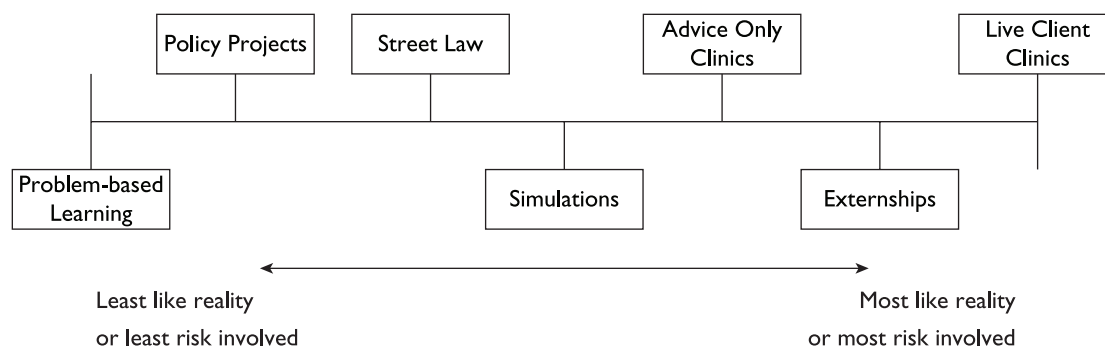 Policy Projects
Street Law
Advice Only
Clinics
Live Client
Clinics
Problem-based
Learning
Simulations
Externships
Least like reality
or least risk involved
Most like reality
or most risk involved